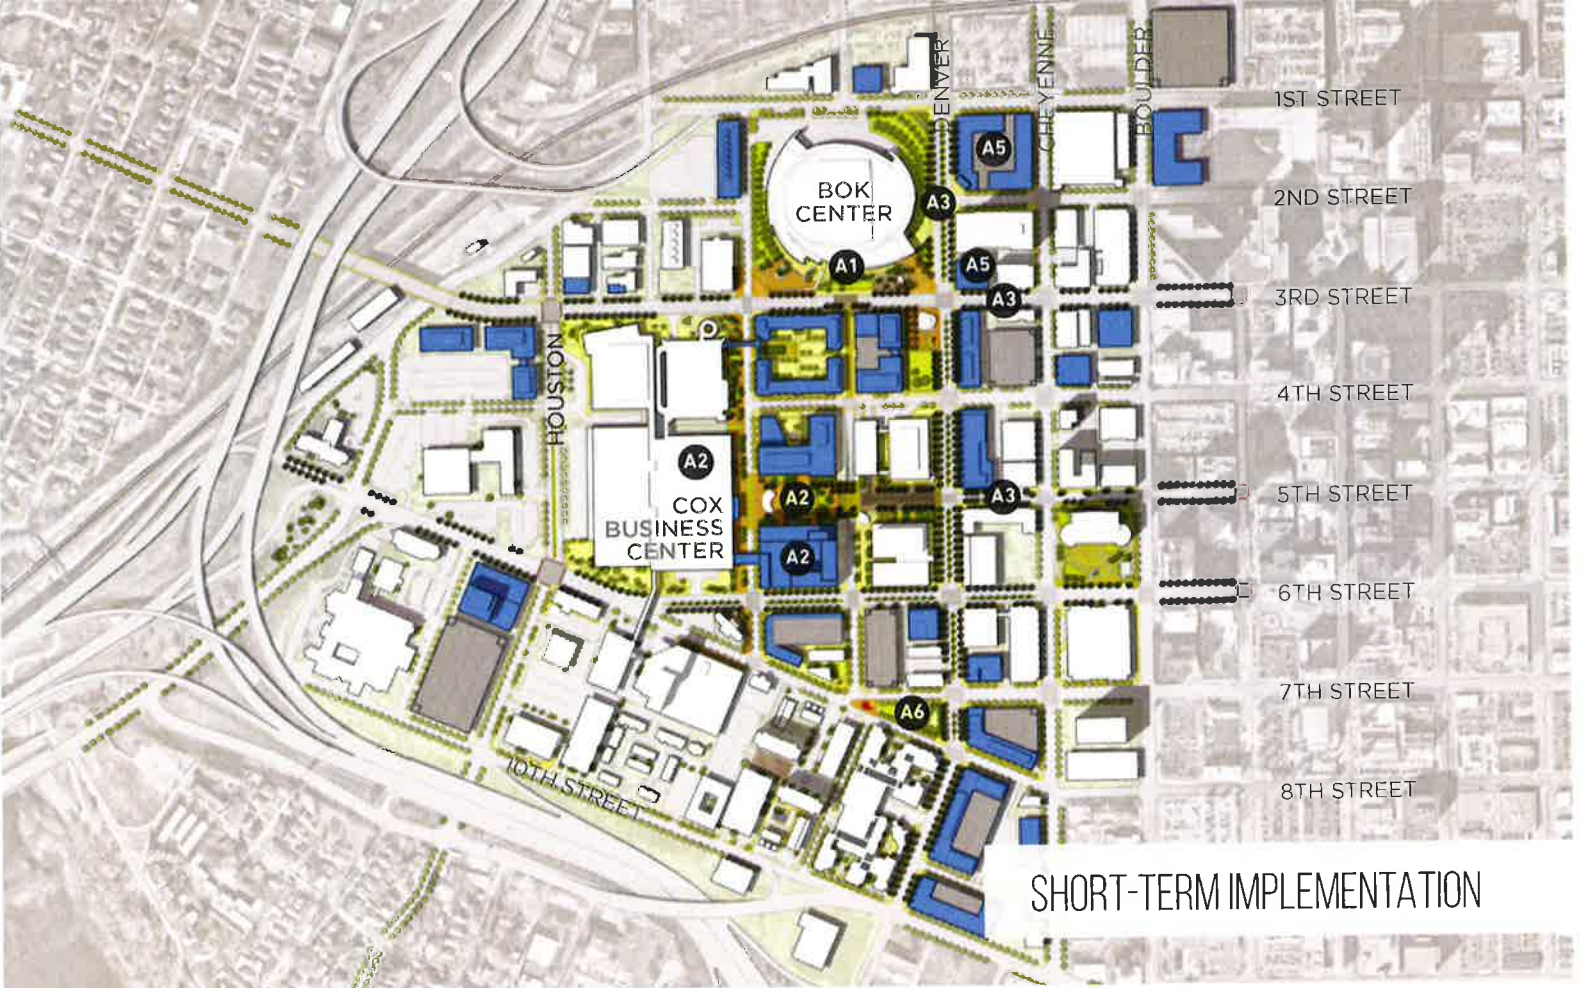 DENVER
CHEYENNE
BOULDER
1ST STREET
A5
BOK
CENTER
A3
2ND STREET
A1
A5
A3
3RD STREET
HOUSTON
4TH STREET
A2
COX
BUSINESS
CENTER
A2
A3
5TH STREET
A2
6TH STREET
7TH STREET
A6
10TH STREET
8TH STREET
SHORT-TERM IMPLEMENTATION